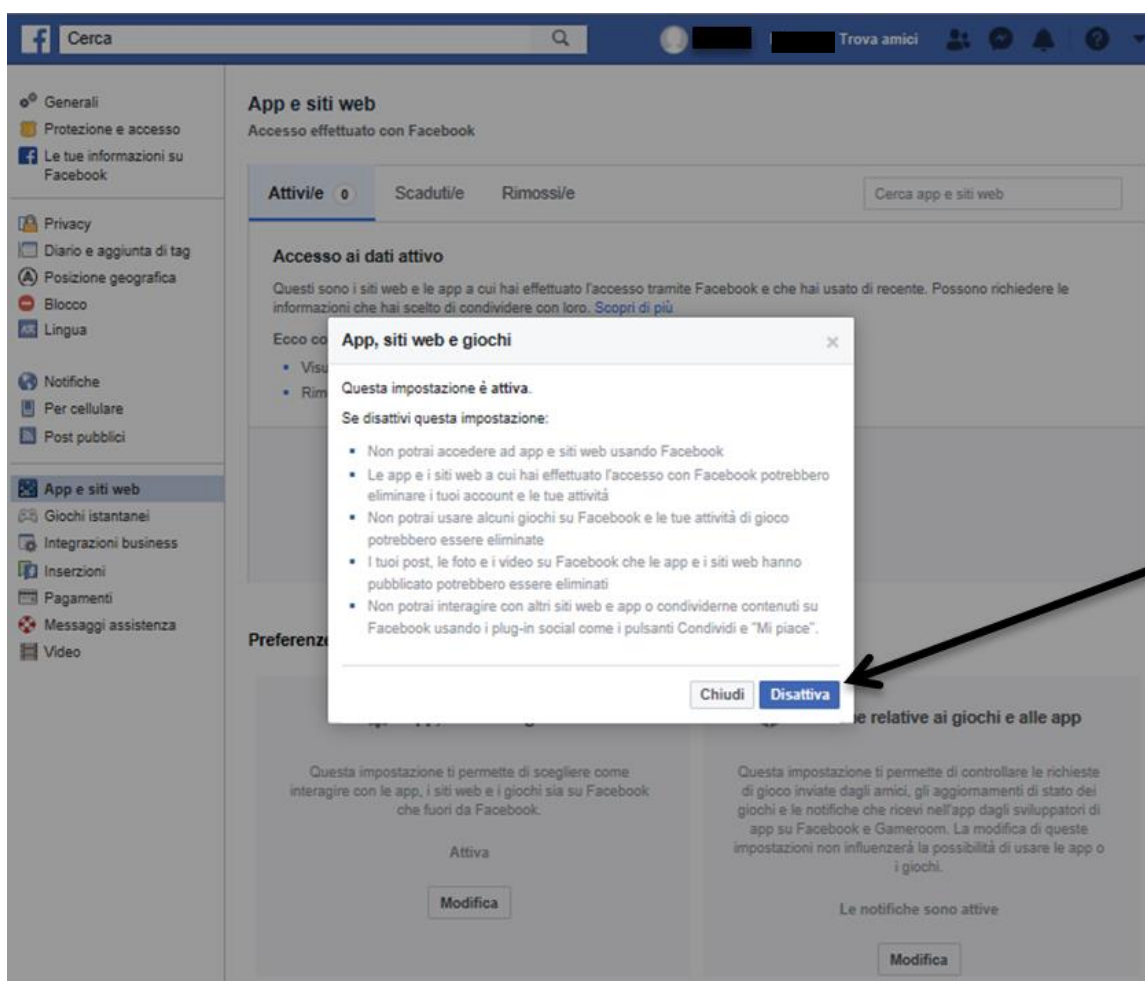 Cerca
Trova amici
Generali
Protezione e accesso
Le tue informazioni su
Facebook
Privacy
Diario e aggiunta di tag
Posizione geografica
Blocco
Lingua
Notifiche
Per cellulare
Post pubblici
App e siti web
Giochi istantanei
Integrazioni business
Inserzioni
Pagamenti
Messaggi assistenza
Video
App e siti web
Accesso effettuato con Facebook
Attivi/e 0 Scaduti/e Rimossi/e
Cerca app e siti web
Accesso ai dati attivo
Questi sono i siti web e le app a cui hai effettuato l'accesso tramite Facebook e che hai usato di recente. Possono richiedere le
informazioni che hai scelto di condividere con loro. Scopri di più
Ecco
App, siti web e giochi
Questa impostazione è attiva.
Se disattivi questa impostazione:
Non potrai accedere ad app e siti web usando Facebook
Le app e i siti web a cui hai effettuato l'accesso con Facebook potrebbero
eliminare i tuoi account e le tue attività
Non potrai usare alcuni giochi su Facebook e le tue attività di gioco
potrebbero essere eliminate
I tuoi post, le foto e i video su Facebook che le app e i siti web hanno
pubblicato potrebbero essere eliminati
Non potrai interagire con altri siti web e app o condividerne contenuti su
Facebook usando i plug-in social come i pulsanti Condividi e "Mi piace".
Chiudi Disattiva
Preferenze
Questa impostazione ti permette di scegliere come
interagire con le app, i siti web e i giochi sia su Facebook
che fuori da Facebook.
Attiva
Modifica
relative ai giochi e alle app
Questa impostazione ti permette di controllare le richieste
di gioco inviate dagli amici, gli aggiornamenti di stato dei
giochi e le notifiche che ricevi nell'app dagli sviluppatori di
app su Facebook e Gameroom. La modifica di queste
impostazioni non influenzerà la possibilità di usare le app o
i giochi.
Le notifiche sono attive
Modifica